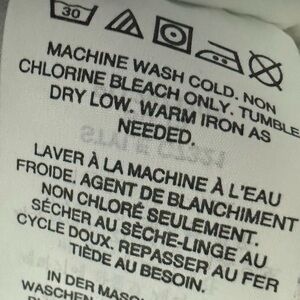 30
MACHINE WASH COLD. NON
CHLORINE BLEACH ONLY. TUMBLE
DRY LOW. WARM IRON AS
NEEDED.
LAVER À LA MACHINE À L'EAU
FROIDE. AGENT DE BLANCHIMENT
NON CHLORÉ SEULEMENT.
SÉCHER AU SÈCHE-LINGE AU
CYCLE DOUX. REPASSER AU FER
TIÈDE AU BESOIN.
IN DER
WASCHEN